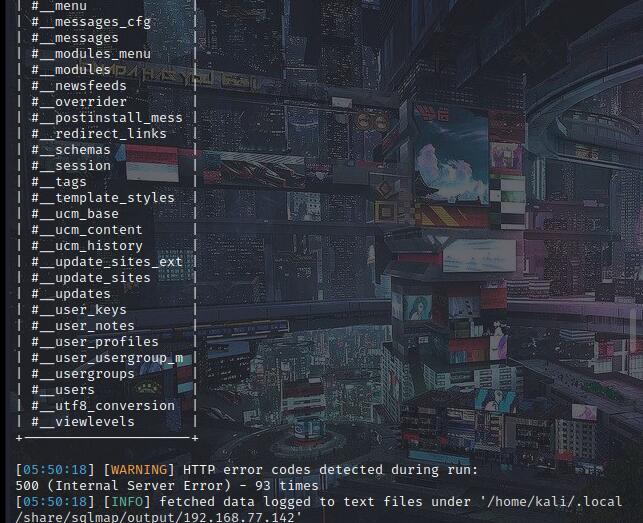 | #__menu |
| #__messages_cfg |
| #__messages |
| #__modules_menu |
| #__modules |
| #__newsfeeds |
| #__overrider |
| #__postinstall_mess |
| #__redirect_links |
| #__schemas |
| #__session |
| #__tags |
| #__template_styles |
| #__ucm_base |
| #__ucm_content |
| #__ucm_history |
| #__update_sites_ext |
| #__update_sites |
| #__updates |
| #__user_keys |
| #__user_notes |
| #__user_profiles |
| #__user_usergroup_m |
| #__usergroups |
| #__users |
| #__utf8_conversion |
| #__viewlevels |
+---------------------+
[05:50:18] [WARNING] HTTP error codes detected during run:
500 (Internal Server Error) - 93 times
[05:50:18] [INFO] fetched data logged to text files under '/home/kali/.local
/share/sqlmap/output/192.168.77.142'